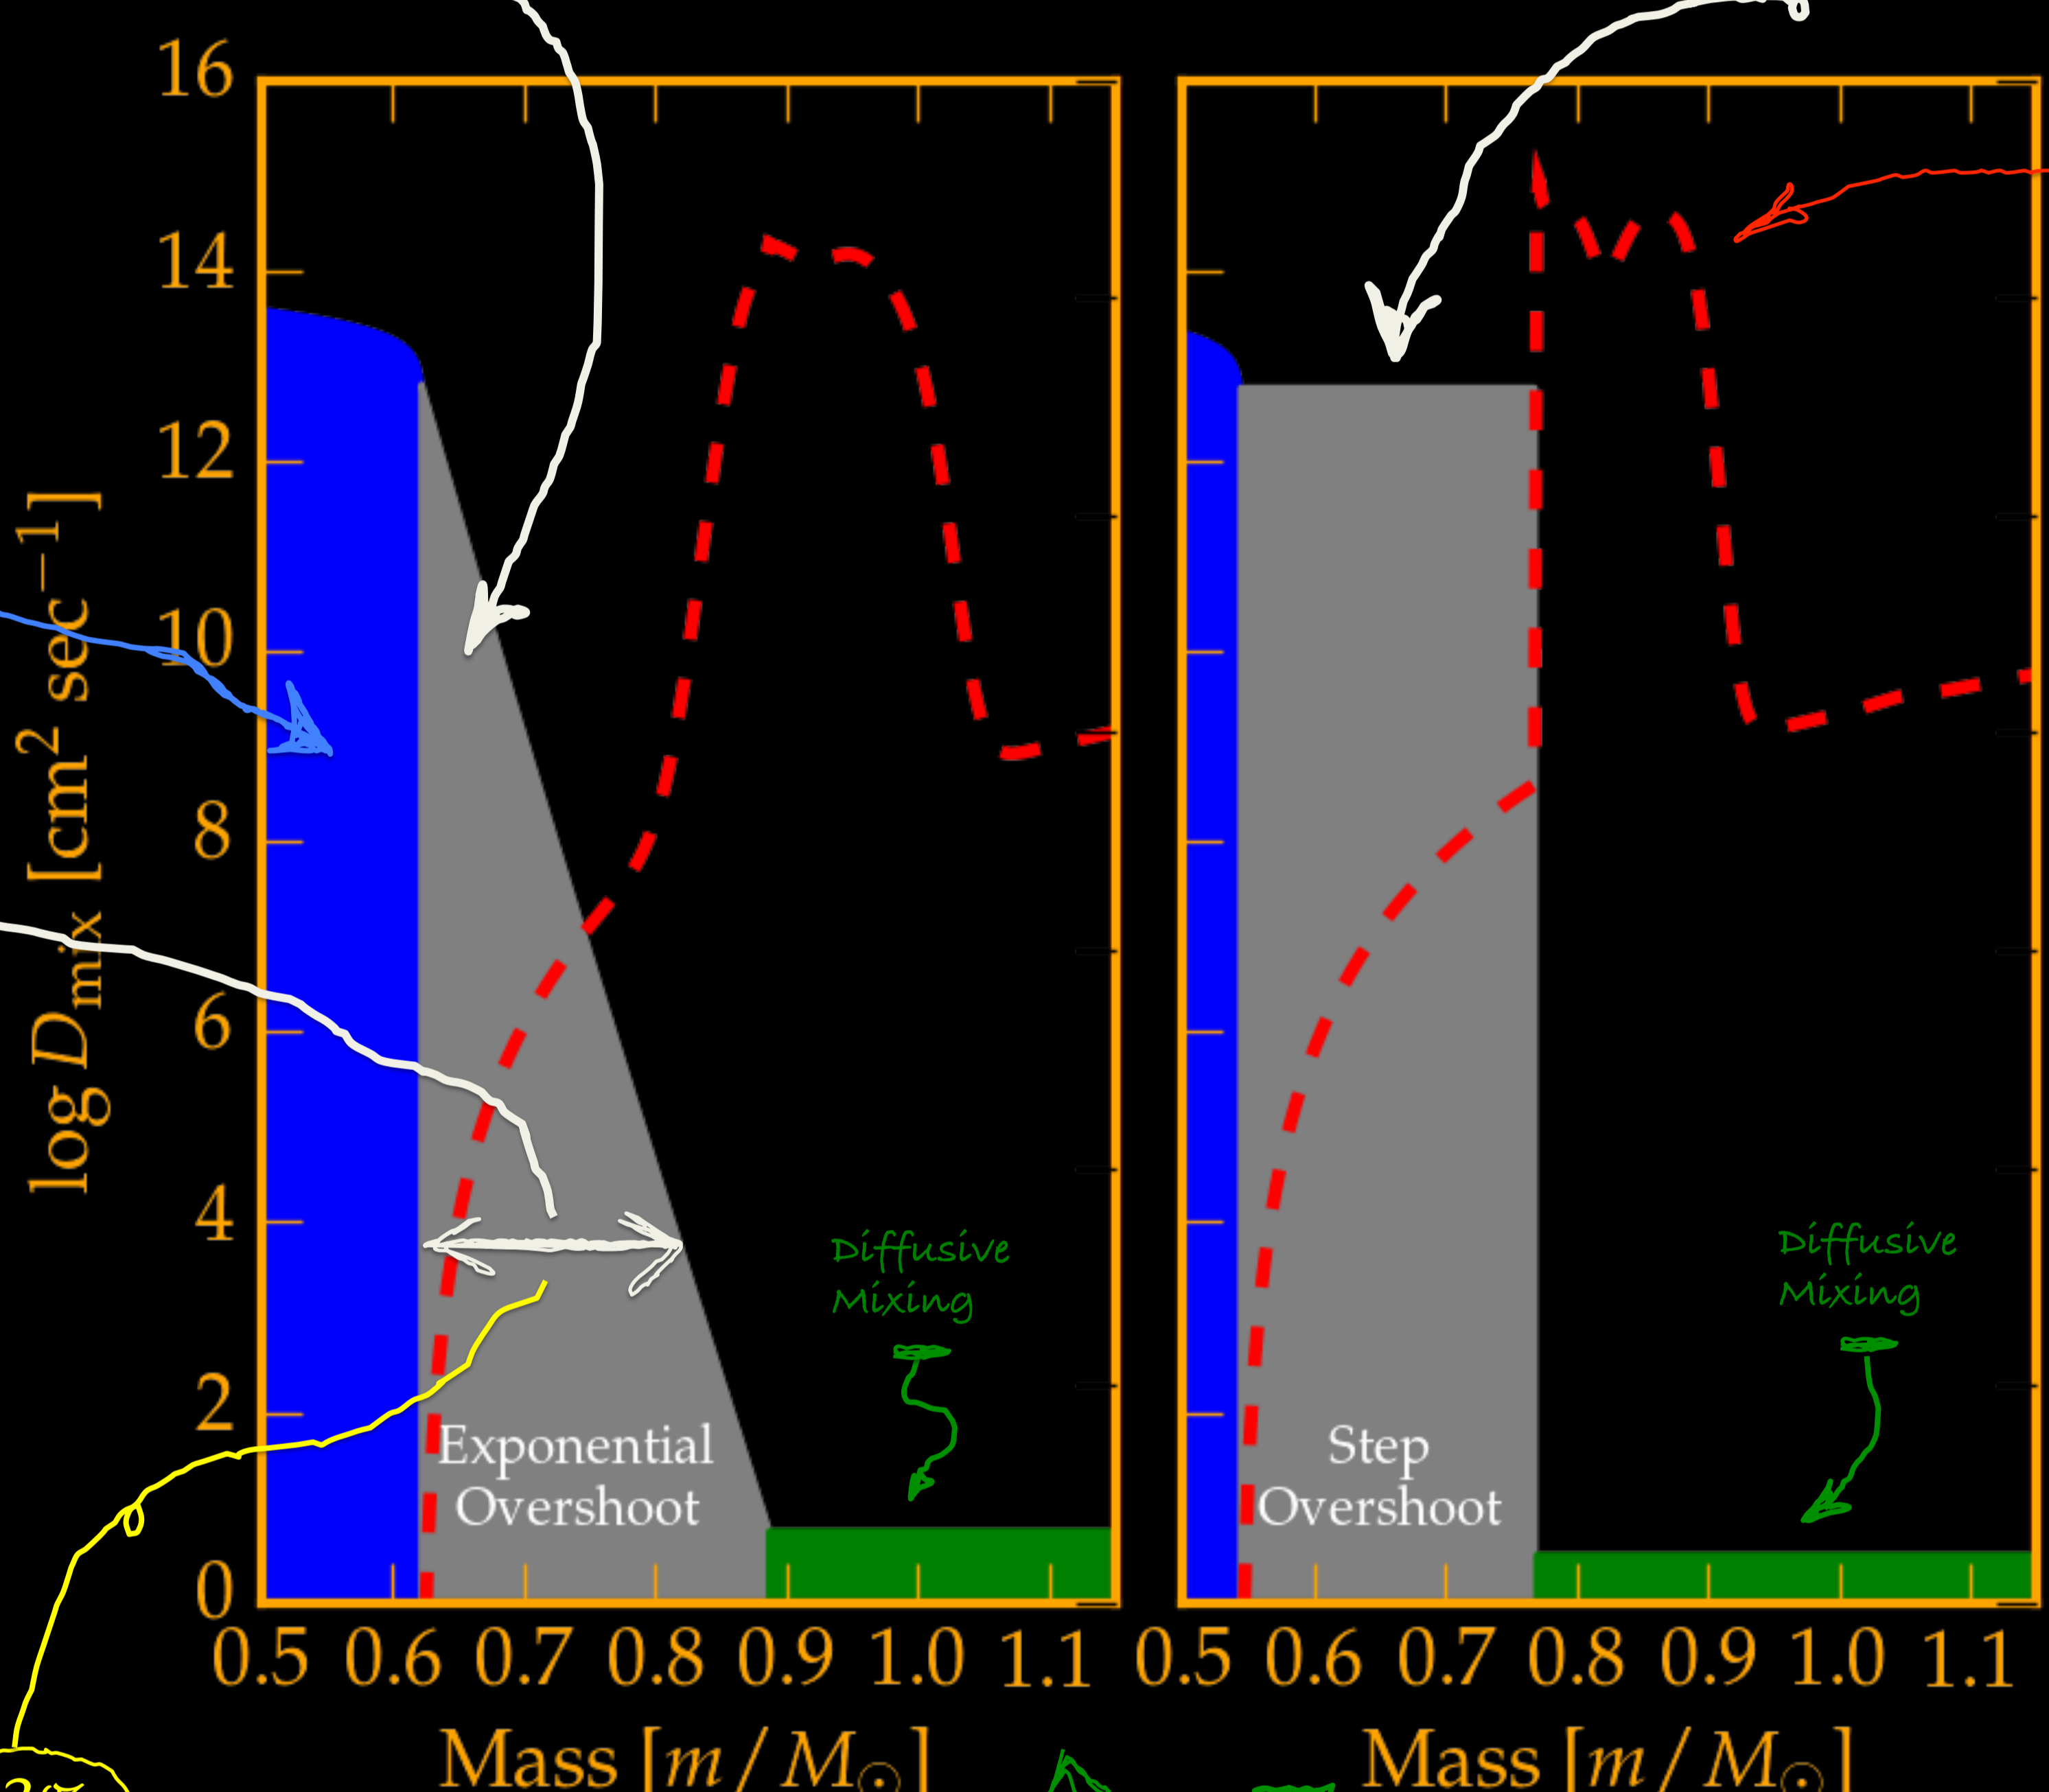 16
14
12
10
8
6
4
2
0
log D_mix [cm² sec⁻¹]
Exponential
Overshoot
Diffusive
Mixing
0.5 0.6 0.7 0.8 0.9 1.0 1.1
Mass [m/M☉]
Step
Overshoot
Diffusive
Mixing
0.5 0.6 0.7 0.8 0.9 1.0 1.1
Mass [m/M☉]